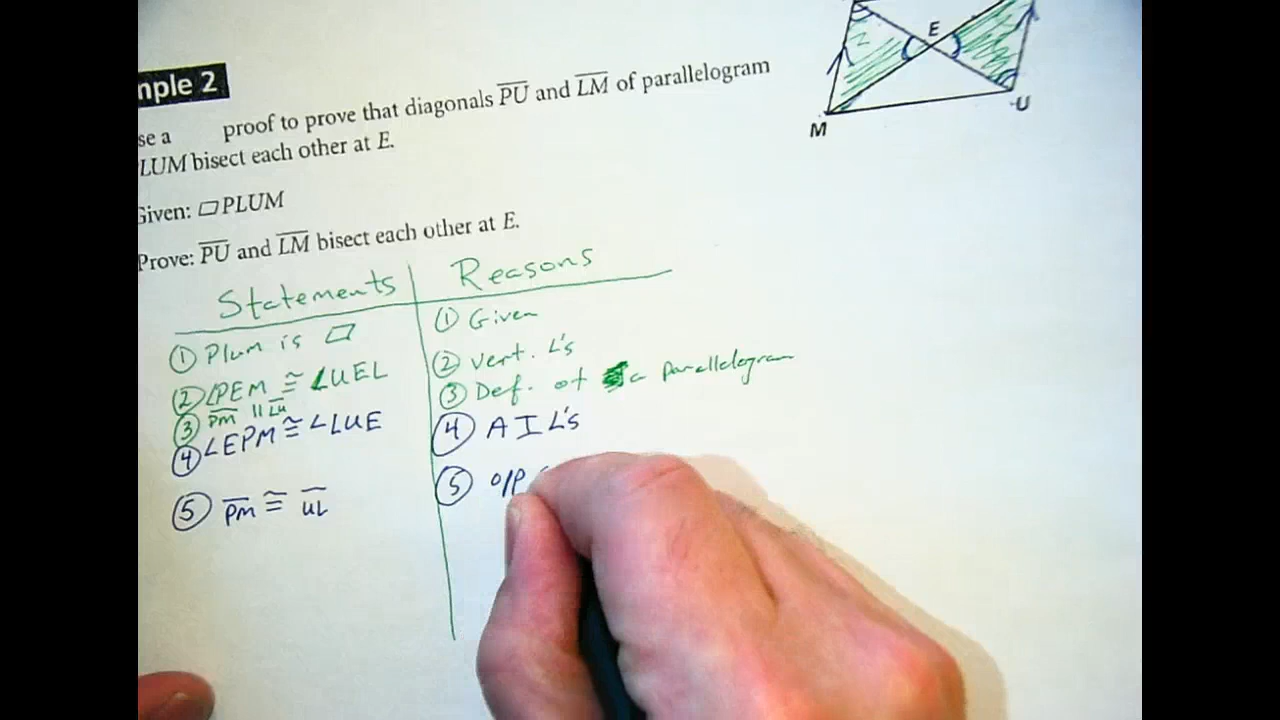 mple 2
se a proof to prove that diagonals PU and LM of parallelogram
LUM bisect each other at E.
Given: ▱PLUM
Prove: PU and LM bisect each other at E.
Statements Reasons
① Plum is ▱ ① Given
② ∠PEM ≅ ∠UEL ② Vert. ∠'s
③ PM || LU ③ Def. of a parallelogram
④ ∠EPM ≅ ∠LUE ④ A I ∠'s
⑤ PM ≅ UL ⑤ O/P
E
U
M